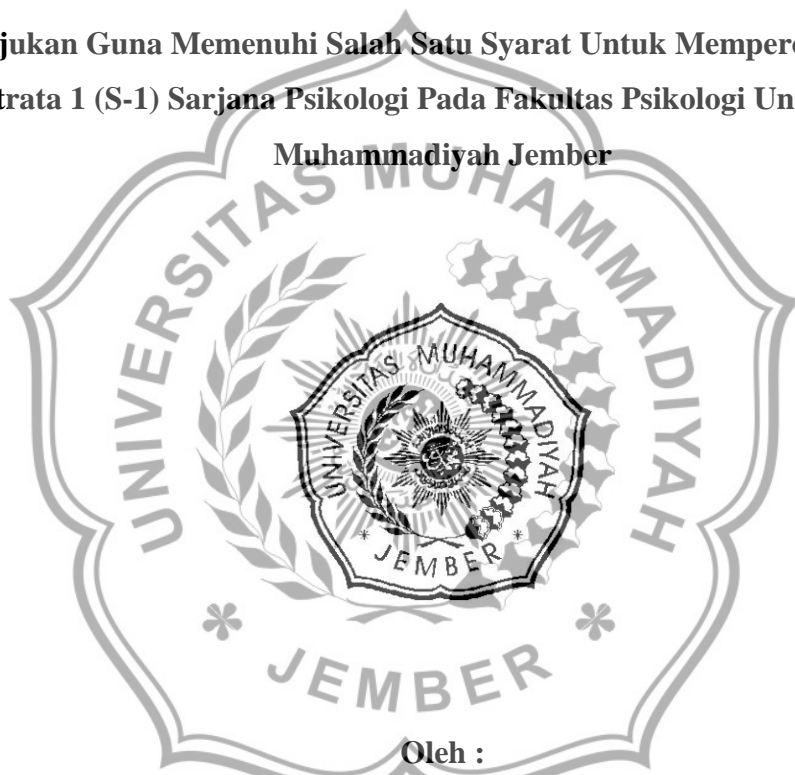 jukan Guna Memenuhi Salah Satu Syarat Untuk Mempero
trata 1 (S-1) Sarjana Psikologi Pada Fakultas Psikologi Un
Muhammadiyah Jember
UNIVERSITAS MUHAMMADIYAH
* JEMBER *
UNIVERSITAS MUHAMMADIYAH
* JEMBER *
Oleh :